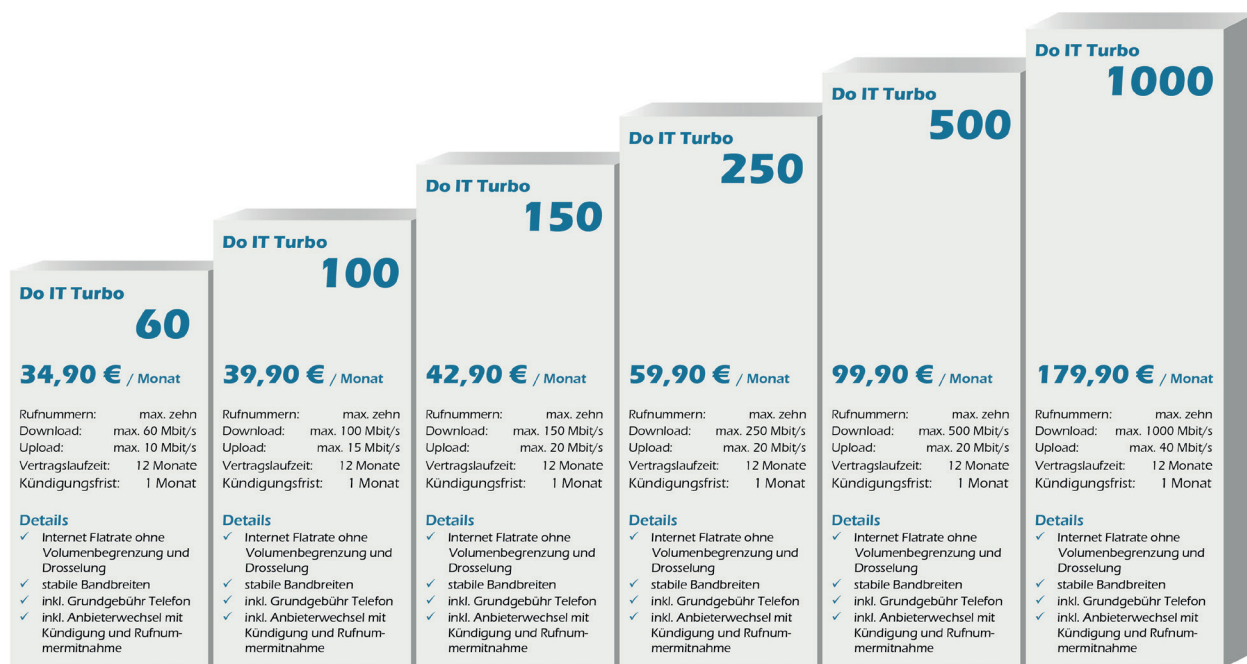 Do IT Turbo
60
34,90 € / Monat
Rufnummern: max. zehn
Download: max. 60 Mbit/s
Upload: max. 10 Mbit/s
Vertragslaufzeit: 12 Monate
Kündigungsfrist: 1 Monat
Details
✓ Internet Flatrate ohne
Volumenbegrenzung und
Drosselung
✓ stabile Bandbreiten
✓ inkl. Grundgebühr Telefon
✓ inkl. Anbieterwechsel mit
Kündigung und Rufnum-
mermitnahme
Do IT Turbo
100
39,90 € / Monat
Rufnummern: max. zehn
Download: max. 100 Mbit/s
Upload: max. 15 Mbit/s
Vertragslaufzeit: 12 Monate
Kündigungsfrist: 1 Monat
Details
✓ Internet Flatrate ohne
Volumenbegrenzung und
Drosselung
✓ stabile Bandbreiten
✓ inkl. Grundgebühr Telefon
✓ inkl. Anbieterwechsel mit
Kündigung und Rufnum-
mermitnahme
Do IT Turbo
150
42,90 € / Monat
Rufnummern: max. zehn
Download: max. 150 Mbit/s
Upload: max. 20 Mbit/s
Vertragslaufzeit: 12 Monate
Kündigungsfrist: 1 Monat
Details
✓ Internet Flatrate ohne
Volumenbegrenzung und
Drosselung
✓ stabile Bandbreiten
✓ inkl. Grundgebühr Telefon
✓ inkl. Anbieterwechsel mit
Kündigung und Rufnum-
mermitnahme
Do IT Turbo
250
59,90 € / Monat
Rufnummern: max. zehn
Download: max. 250 Mbit/s
Upload: max. 20 Mbit/s
Vertragslaufzeit: 12 Monate
Kündigungsfrist: 1 Monat
Details
✓ Internet Flatrate ohne
Volumenbegrenzung und
Drosselung
✓ stabile Bandbreiten
✓ inkl. Grundgebühr Telefon
✓ inkl. Anbieterwechsel mit
Kündigung und Rufnum-
mermitnahme
Do IT Turbo
500
99,90 € / Monat
Rufnummern: max. zehn
Download: max. 500 Mbit/s
Upload: max. 20 Mbit/s
Vertragslaufzeit: 12 Monate
Kündigungsfrist: 1 Monat
Details
✓ Internet Flatrate ohne
Volumenbegrenzung und
Drosselung
✓ stabile Bandbreiten
✓ inkl. Grundgebühr Telefon
✓ inkl. Anbieterwechsel mit
Kündigung und Rufnum-
mermitnahme
Do IT Turbo
1000
179,90 € / Monat
Rufnummern: max. zehn
Download: max. 1000 Mbit/s
Upload: max. 40 Mbit/s
Vertragslaufzeit: 12 Monate
Kündigungsfrist: 1 Monat
Details
✓ Internet Flatrate ohne
Volumenbegrenzung und
Drosselung
✓ stabile Bandbreiten
✓ inkl. Grundgebühr Telefon
✓ inkl. Anbieterwechsel mit
Kündigung und Rufnum-
mermitnahme